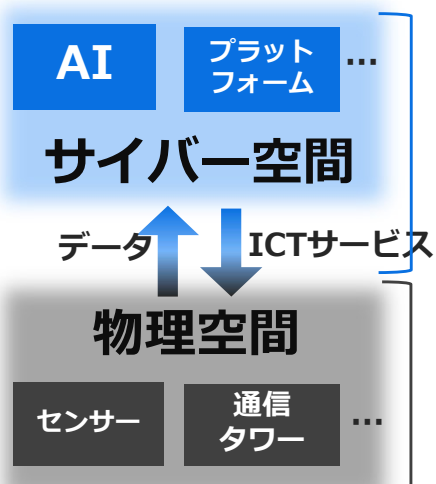 AI
プラット
フォーム
…
サイバー空間
データ
ICTサービス
物理空間
センサー
通信
タワー
…